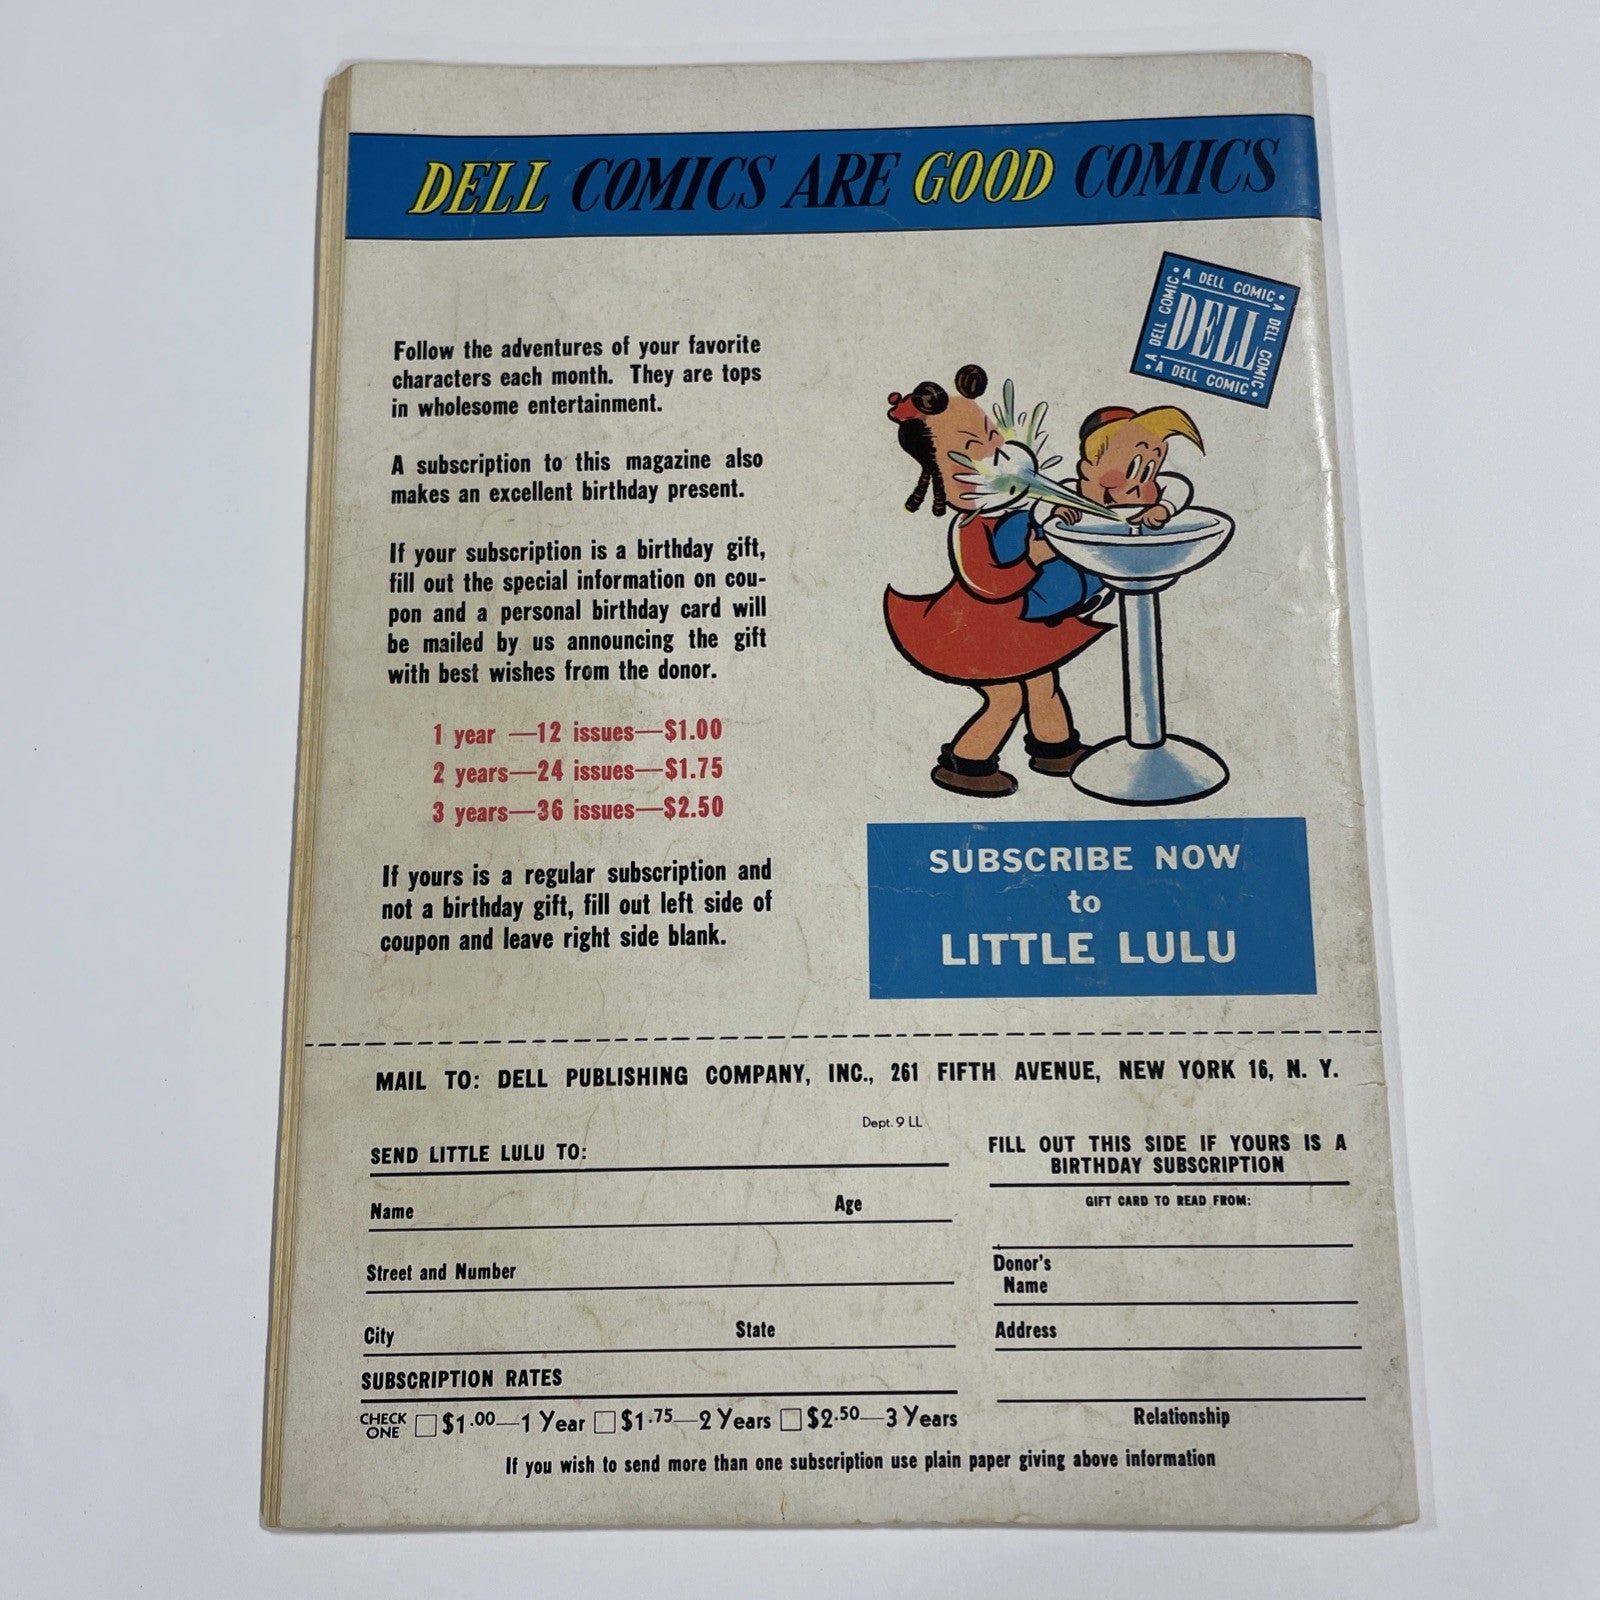 DELL COMICS ARE GOOD COMICS
A DELL COMIC
A DELL COMIC
DELL
A DELL COMIC
A DELL COMIC
Follow the adventures of your favorite
characters each month. They are tops
in wholesome entertainment.
A subscription to this magazine also
makes an excellent birthday present.
If your subscription is a birthday gift,
fill out the special information on cou-
pon and a personal birthday card will
be mailed by us announcing the gift
with best wishes from the donor.
1 year —12 issues—$1.00
2 years—24 issues—$1.75
3 years—36 issues—$2.50
If yours is a regular subscription and
not a birthday gift, fill out left side of
coupon and leave right side blank.
SUBSCRIBE NOW
to
LITTLE LULU
MAIL TO: DELL PUBLISHING COMPANY, INC., 261 FIFTH AVENUE, NEW YORK 16, N. Y.
Dept. 9 LL
SEND LITTLE LULU TO:
Name Age
Street and Number
City State
SUBSCRIPTION RATES
CHECK ONE $1.00—1 Year $1.75—2 Years $2.50—3 Years
FILL OUT THIS SIDE IF YOURS IS A
BIRTHDAY SUBSCRIPTION
GIFT CARD TO READ FROM:
Donor's
Name
Address
Relationship
If you wish to send more than one subscription use plain paper giving above information